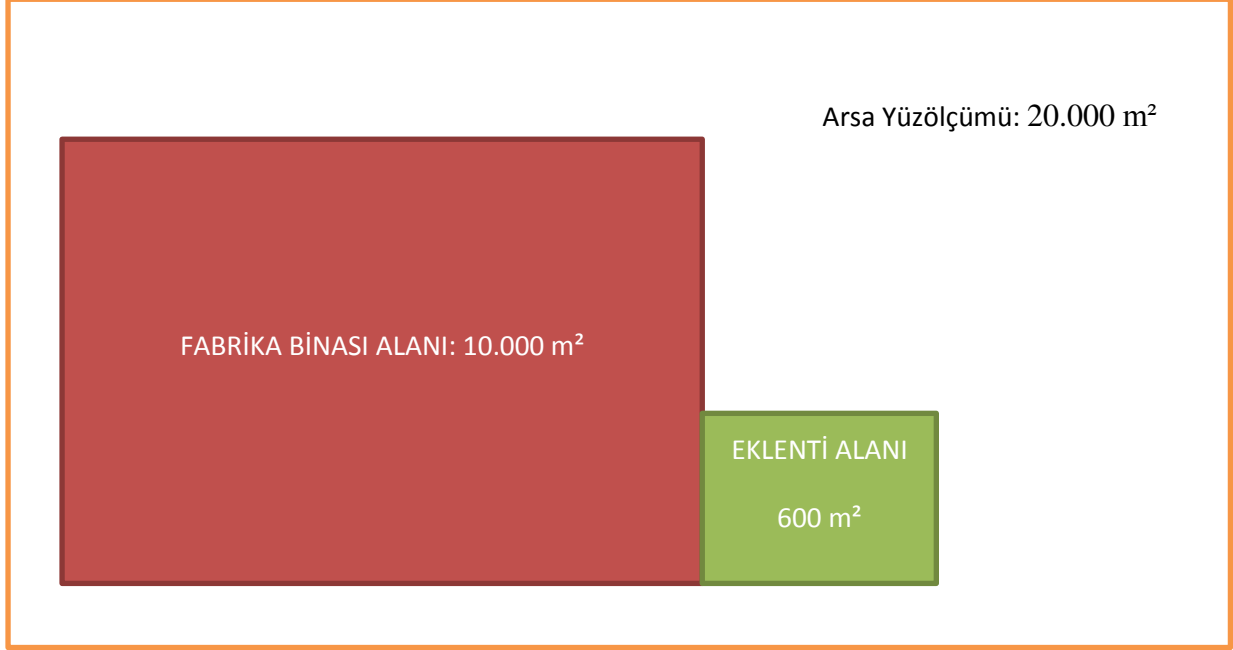 Arsa Yüzölçümü: 20.000 m²
FABRİKA BİNASI ALANI: 10.000 m²
EKLENTİ ALANI
600 m²